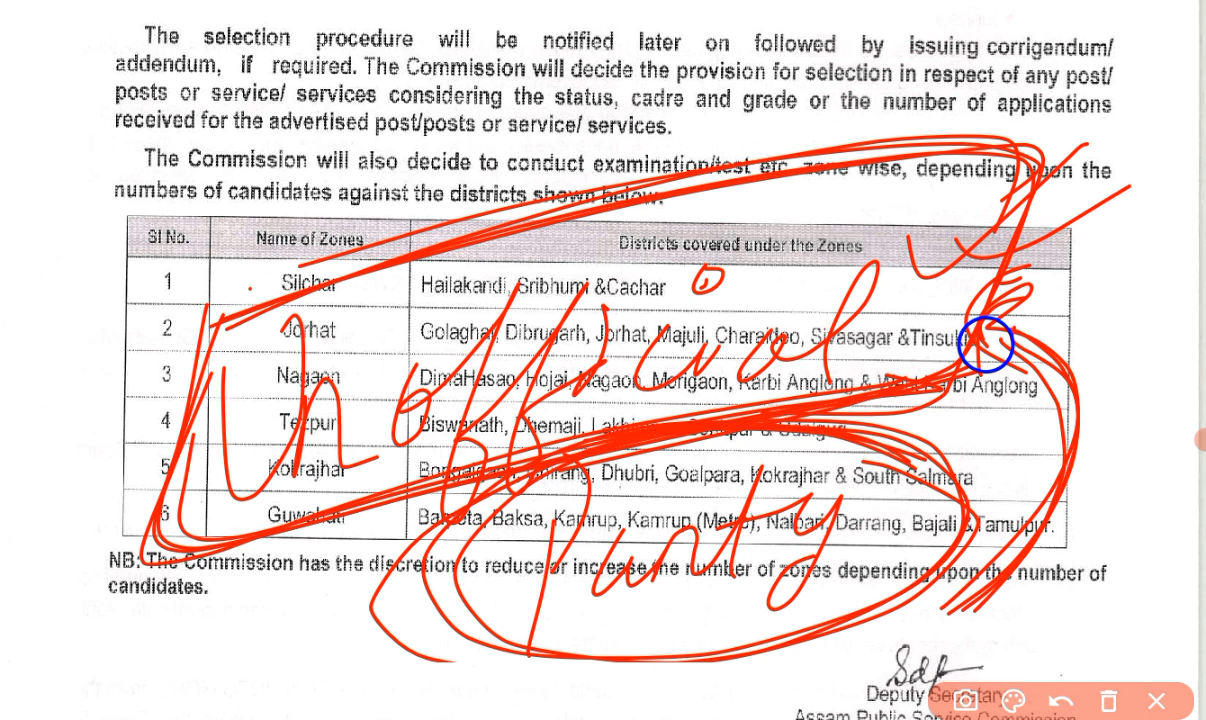 The selection procedure will be notified later on followed by issuing corrigendum/
addendum, if required. The Commission will decide the provision for selection in respect of any post/
posts or service/ services considering the status, cadre and grade or the number of applications
received for the advertised post/posts or service/ services.
The Commission will also decide to conduct examination/test etc. zone wise, depending upon the
numbers of candidates against the districts shown below.
Sl No. Name of Zones Districts covered under the Zones
1 Silchar Hailakandi, Sribhumi &Cachar
2 Jorhat Golaghat, Dibrugarh, Jorhat, Majuli, Charaideo, Sivasagar
3 Nagaon DimaHasao, Hojai, Nagaon, Morigaon, Karbi Anglong & West Karbi Anglong
4 Tezpur Biswanath, Dhemaji,
5 Kokrajhar Dhubri, Goalpara, Kokrajhar & South Salmara
6 Guwahati Baksa, Kamrup, Kamrup (Metro), Nalbari, Darrang, Bajali & Tamulpur.
NB: The Commission has the discretion to reduce or increase the number of zones depending upon the number of
candidates.
Unofficial
Party
Sd/-
Deputy Secretary
Assam Public Service Commission